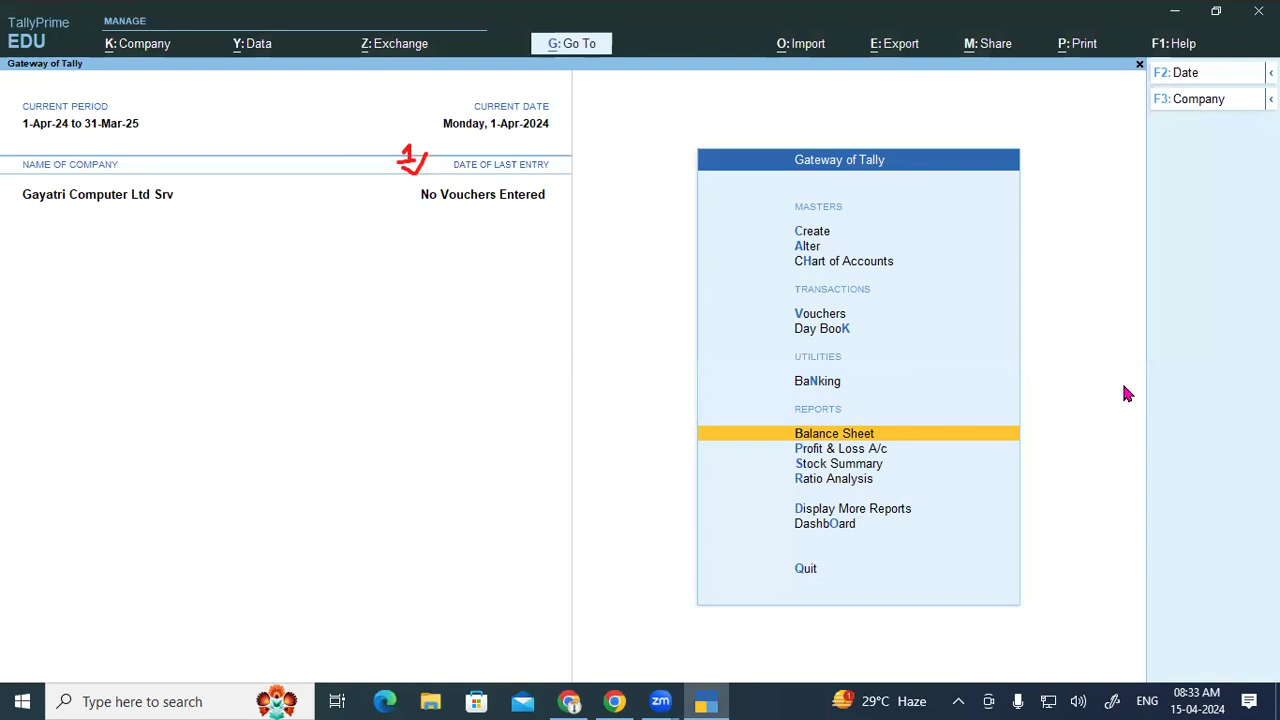 TallyPrime
EDU
MANAGE
K: Company
Y: Data
Z: Exchange
G: Go To
O: Import
E: Export
M: Share
P: Print
F1: Help
Gateway of Tally
F2: Date
F3: Company
CURRENT PERIOD
CURRENT DATE
1-Apr-24 to 31-Mar-25
Monday, 1-Apr-2024
1
NAME OF COMPANY
DATE OF LAST ENTRY
Gayatri Computer Ltd Srv
No Vouchers Entered
Gateway of Tally
MASTERS
Create
Alter
CHart of Accounts
TRANSACTIONS
Vouchers
Day BooK
UTILITIES
BaNking
REPORTS
Balance Sheet
Profit & Loss A/c
Stock Summary
Ratio Analysis
Display More Reports
DashbOard
Quit
Type here to search
zm
1
29°C Haze
ENG
08:33 AM
15-04-2024